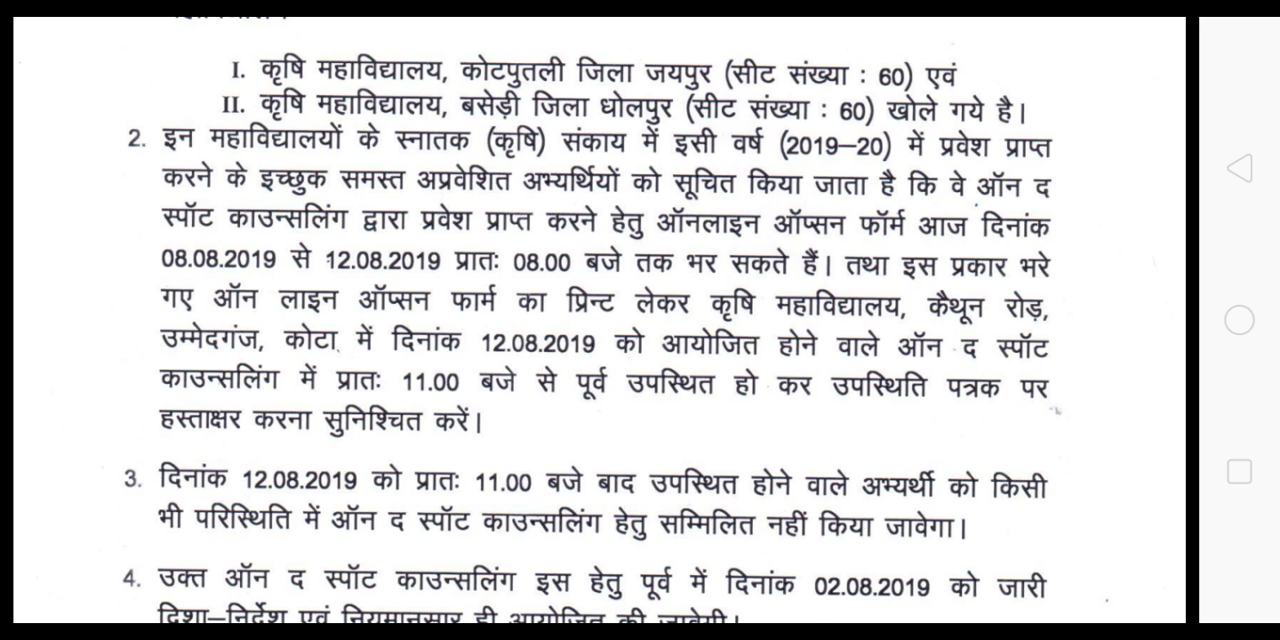 I. कृषि महाविद्यालय, कोटपुतली जिला जयपुर (सीट संख्या : 60) एवं
II. कृषि महाविद्यालय, बसेड़ी जिला धोलपुर (सीट संख्या : 60) खोले गये है।
2. इन महाविद्यालयों के स्नातक (कृषि) संकाय में इसी वर्ष (2019–20) में प्रवेश प्राप्त
करने के इच्छुक समस्त अप्रवेशित अभ्यर्थियों को सूचित किया जाता है कि वे ऑन द
स्पॉट काउन्सलिंग द्वारा प्रवेश प्राप्त करने हेतु ऑनलाइन ऑप्सन फॉर्म आज दिनांक
08.08.2019 से 12.08.2019 प्रातः 08.00 बजे तक भर सकते हैं। तथा इस प्रकार भरे
गए ऑन लाइन ऑप्सन फार्म का प्रिन्ट लेकर कृषि महाविद्यालय, कैथून रोड़,
उम्मेदगंज, कोटा में दिनांक 12.08.2019 को आयोजित होने वाले ऑन द स्पॉट
काउन्सलिंग में प्रातः 11.00 बजे से पूर्व उपस्थित हो कर उपस्थिति पत्रक पर
हस्ताक्षर करना सुनिश्चित करें।
3. दिनांक 12.08.2019 को प्रातः 11.00 बजे बाद उपस्थित होने वाले अभ्यर्थी को किसी
भी परिस्थिति में ऑन द स्पॉट काउन्सलिंग हेतु सम्मिलित नहीं किया जावेगा।
4. उक्त ऑन द स्पॉट काउन्सलिंग इस हेतु पूर्व में दिनांक 02.08.2019 को जारी
दिशा–निर्देश एवं नियमानुसार ही आयोजित की जावेगी।